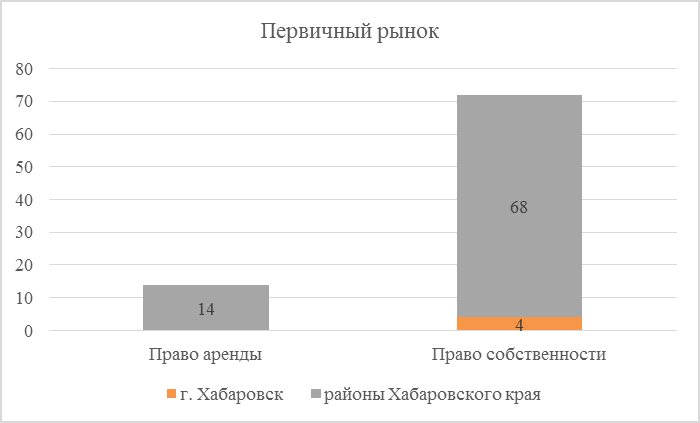 Первичный рынок
80
70
60
50
40
30
20
10
0
68
14
4
Право аренды
Право собственности
г. Хабаровск
районы Хабаровского края